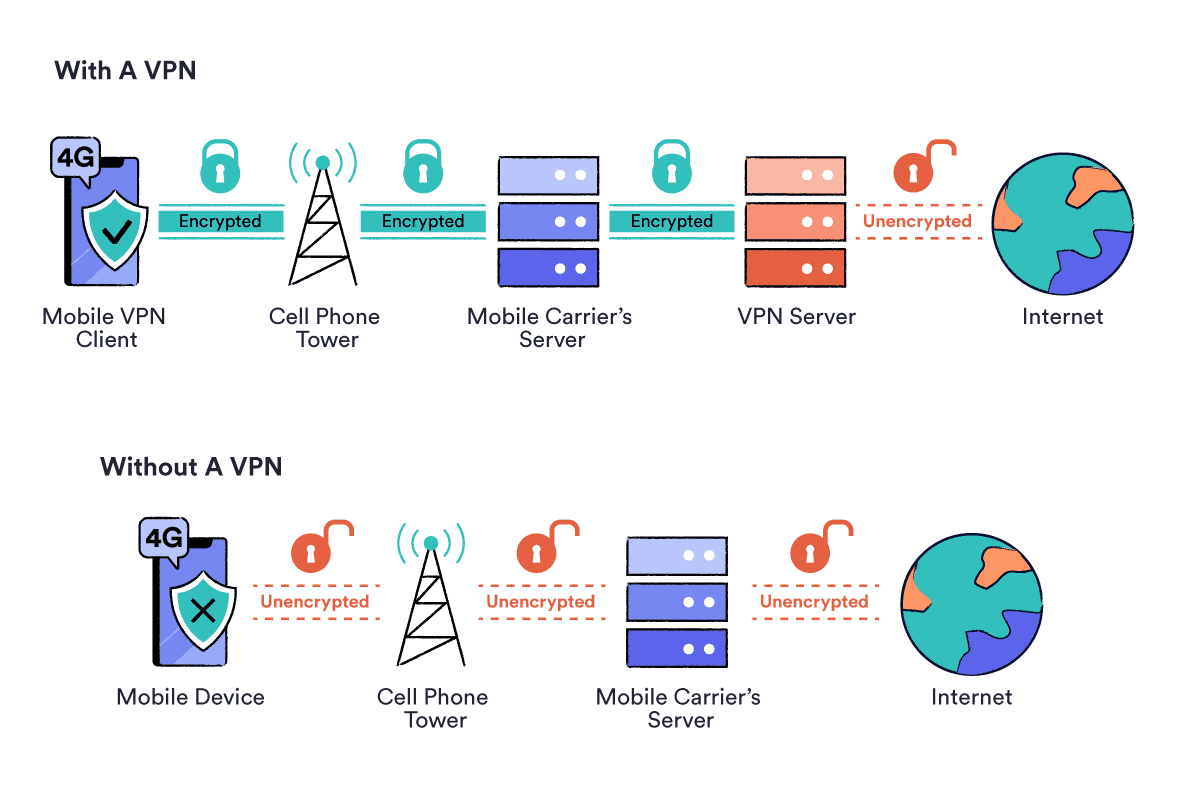 With A VPN
4G
Encrypted
Encrypted
Encrypted
Unencrypted
Mobile VPN
Client
Cell Phone
Tower
Mobile Carrier’s
Server
VPN Server
Internet
Without A VPN
4G
Unencrypted
Unencrypted
Unencrypted
Mobile Device
Cell Phone
Tower
Mobile Carrier’s
Server
Internet